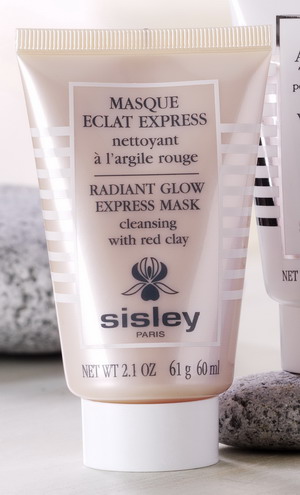 MASQUE
ECLAT EXPRESS
nettoyant
à l'argile rouge
RADIANT GLOW
EXPRESS MASK
cleansing
with red clay
sisley
PARIS
NET WT 2.1 OZ 61 g 60 ml
NET